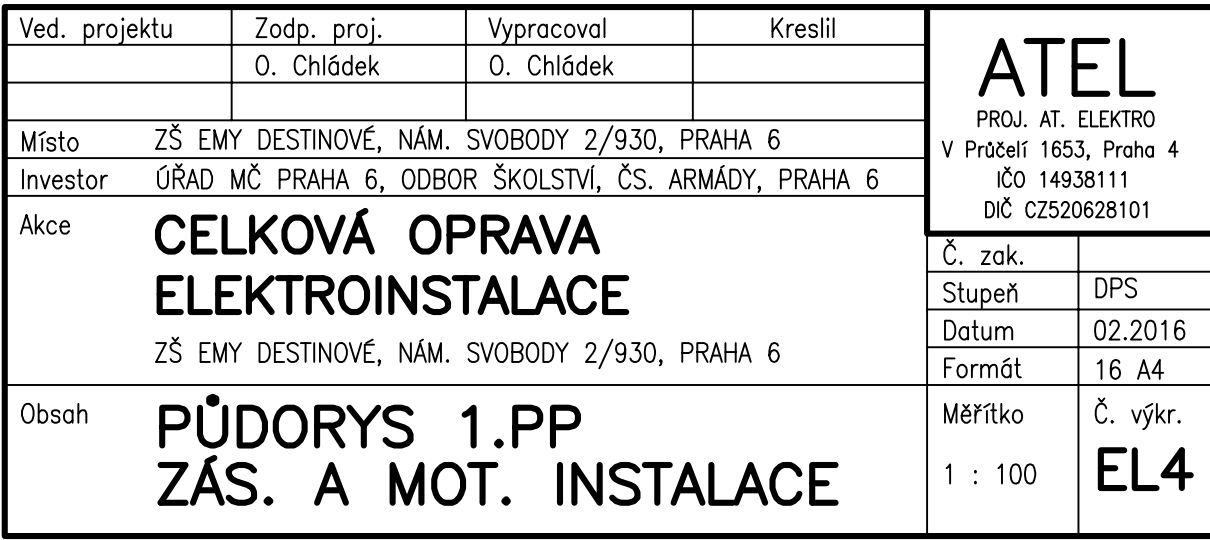 Ved. projektu Zodp. proj. Vypracoval Kreslil
O. Chládek O. Chládek
ATEL
PROJ. AT. ELEKTRO
V Průčelí 1653, Praha 4
IČO 14938111
DIČ CZ520628101
Místo ZŠ EMY DESTINOVÉ, NÁM. SVOBODY 2/930, PRAHA 6
Investor ÚŘAD MČ PRAHA 6, ODBOR ŠKOLSTVÍ, ČS. ARMÁDY, PRAHA 6
Akce CELKOVÁ OPRAVA
ELEKTROINSTALACE
ZŠ EMY DESTINOVÉ, NÁM. SVOBODY 2/930, PRAHA 6
Č. zak.
Stupeň DPS
Datum 02.2016
Formát 16 A4
Obsah PŮDORYS 1.PP
ZÁS. A MOT. INSTALACE
Měřítko Č. výkr.
1 : 100 EL4